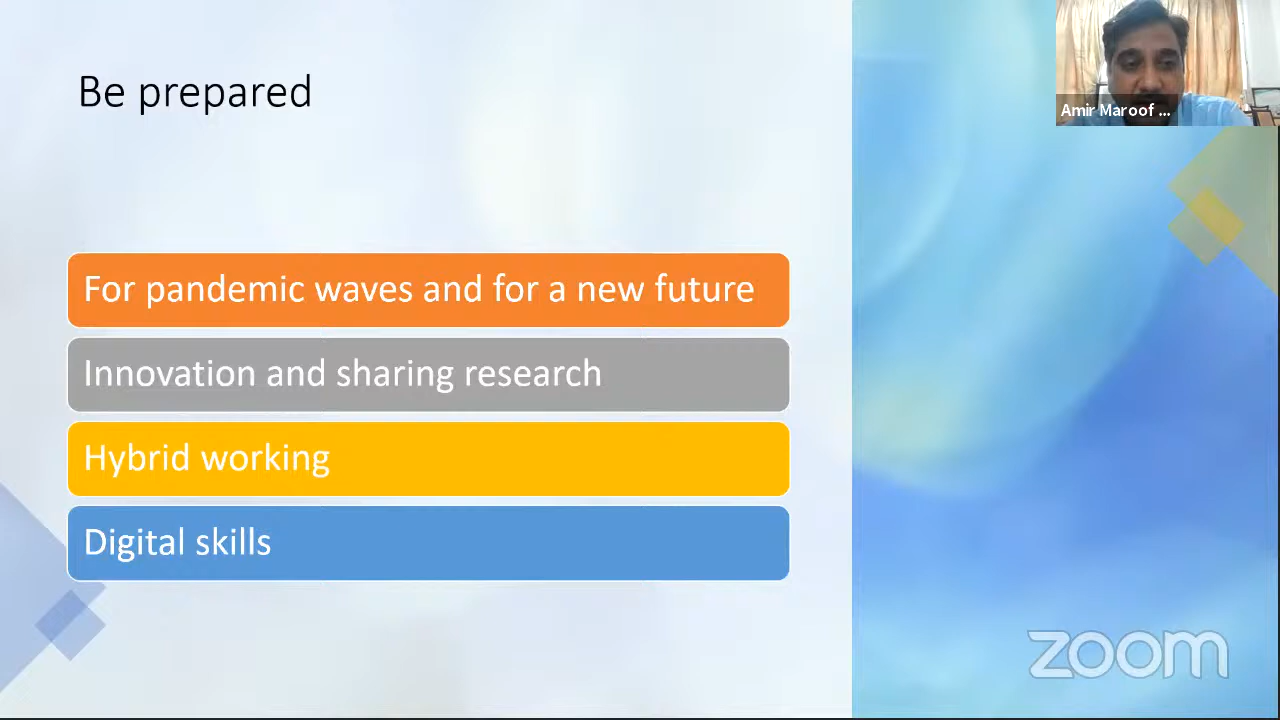 Be prepared
Amir Maroof ...
For pandemic waves and for a new future
Innovation and sharing research
Hybrid working
Digital skills
zoom